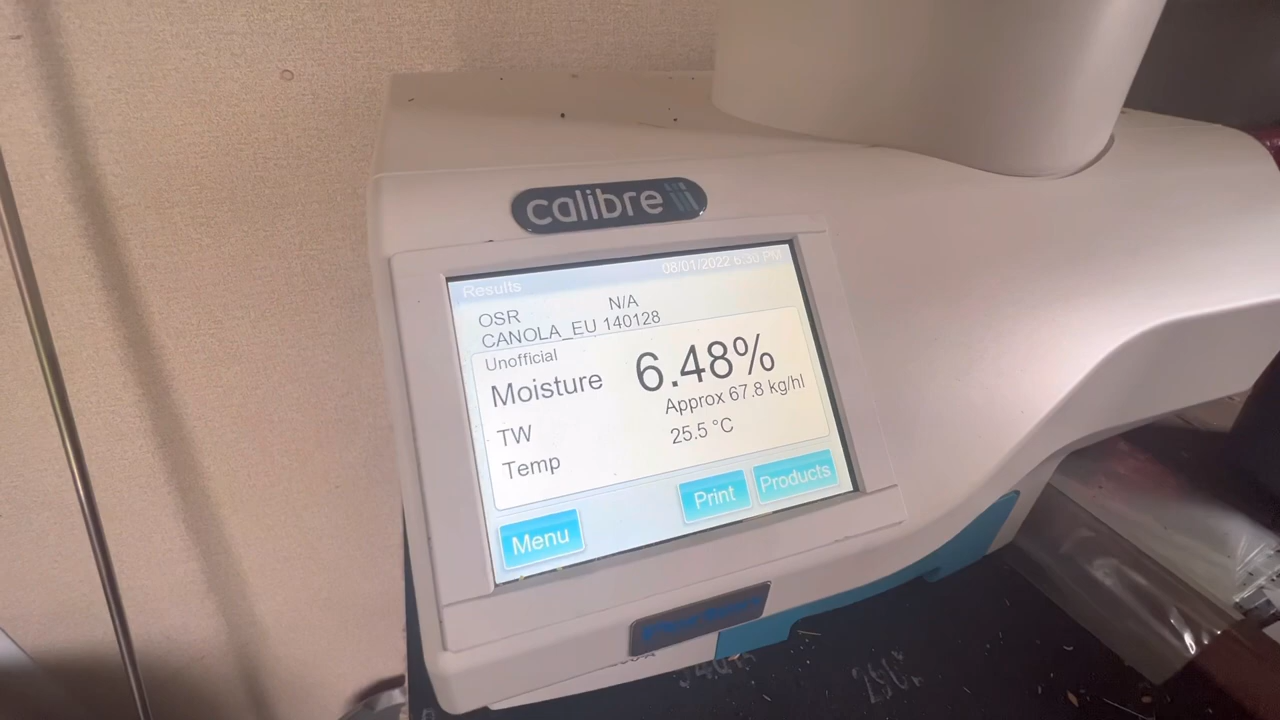 calibre iii
08/01/2022 6:30 PM
Results
OSR N/A
CANOLA_EU 140128
Unofficial
Moisture 6.48%
TW Approx 67.8 kg/hl
Temp 25.5 °C
Print Products
Menu